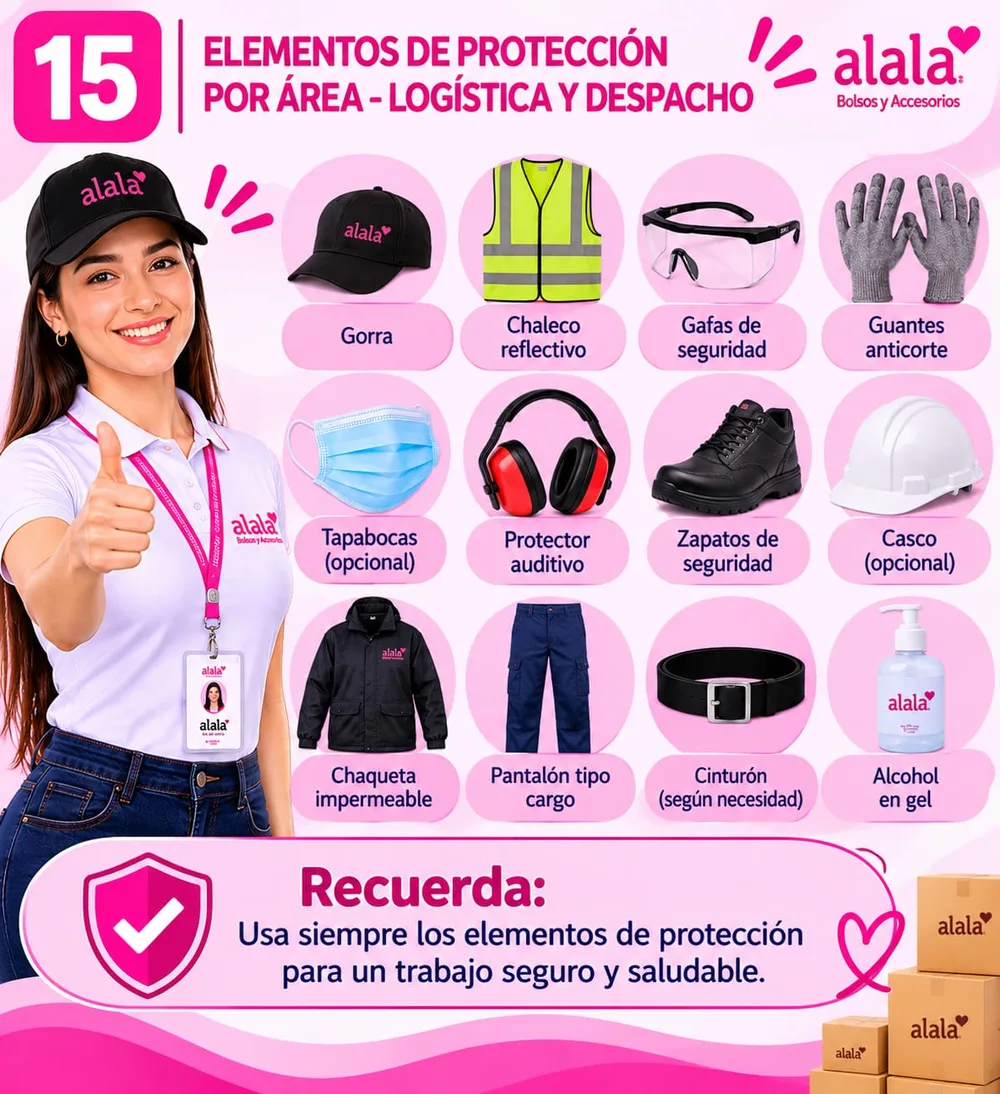 15
ELEMENTOS DE PROTECCIÓN
POR ÁREA - LOGÍSTICA Y DESPACHO
alala
Bolsos y Accesorios
alala
alala
Gorra
Chaleco
reflectivo
Gafas de
seguridad
Guantes
anticorte
Tapabocas
(opcional)
Protector
auditivo
Zapatos de
seguridad
Casco
(opcional)
alala
Bolsos y Accesorios
alala
alala
alala
Chaqueta
impermeable
Pantalón tipo
cargo
Cinturón
(según necesidad)
alala
Alcohol
en gel
Recuerda:
Usa siempre los elementos de protección
para un trabajo seguro y saludable.
alala
alala
alala